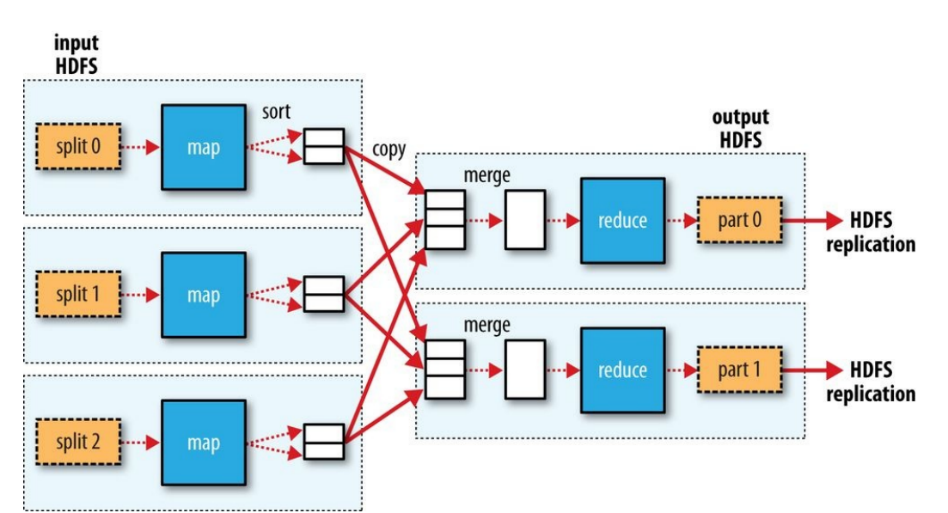 input
HDFS
split 0
map
sort
copy
split 1
map
split 2
map
output
HDFS
merge
reduce
part 0
HDFS
replication
merge
reduce
part 1
HDFS
replication